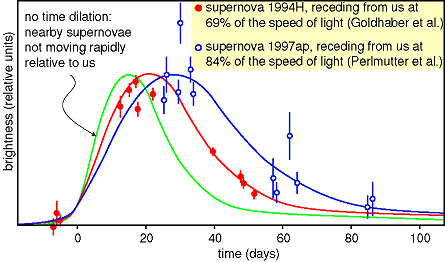 no time dilation:
nearby supernovae
not moving rapidly
relative to us
supernova 1994H, receding from us at
69% of the speed of light (Goldhaber et al.)
supernova 1997ap, receding from us at
84% of the speed of light (Perlmutter et al.)
brightness (relative units)
0 20 40 60 80 100
time (days)